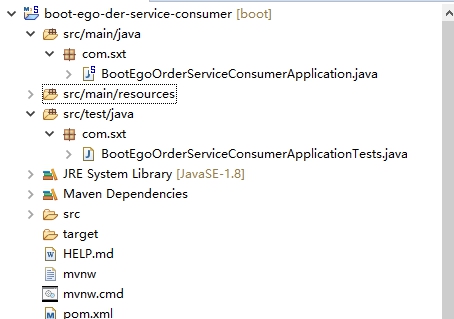 boot-ego-der-service-consumer [boot]
src/main/java
com.sxt
BootEgoOrderServiceConsumerApplication.java
src/main/resources
src/test/java
com.sxt
BootEgoOrderServiceConsumerApplicationTests.java
JRE System Library [JavaSE-1.8]
Maven Dependencies
src
target
HELP.md
mvnw
mvnw.cmd
pom.xml